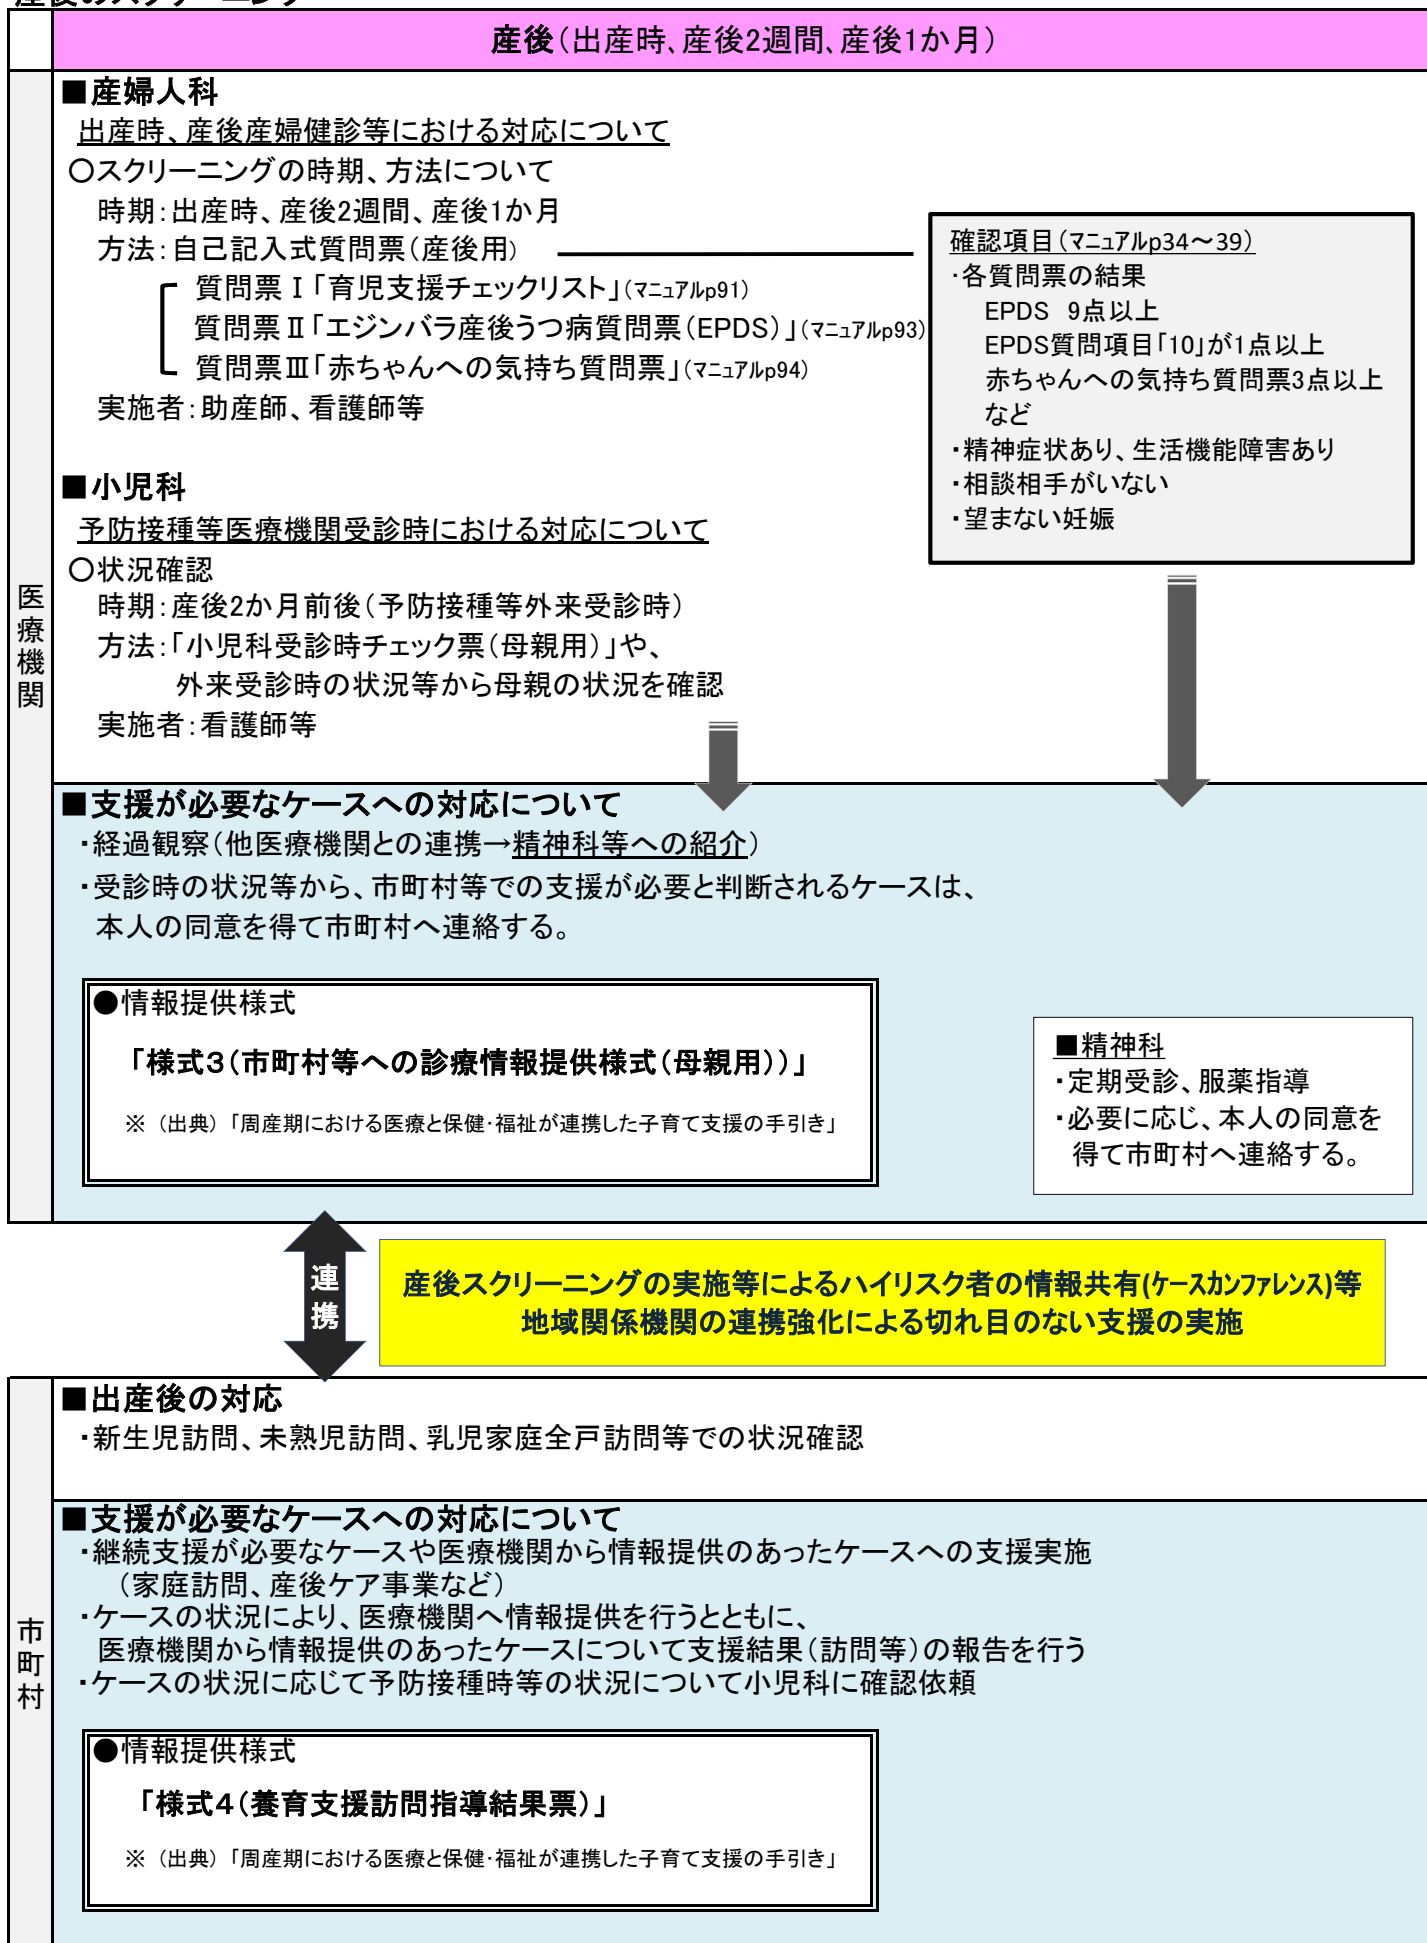 産後のスクリーニング
産後(出産時、産後2週間、産後1か月)
医療機関
■産婦人科
出産時、産後産婦健診等における対応について
〇スクリーニングの時期、方法について
時期:出産時、産後2週間、産後1か月
方法:自己記入式質問票(産後用)
質問票Ⅰ「育児支援チェックリスト」(マニュアルp91)
質問票Ⅱ「エジンバラ産後うつ病質問票(EPDS)」(マニュアルp93)
質問票Ⅲ「赤ちゃんへの気持ち質問票」(マニュアルp94)
実施者:助産師、看護師等
確認項目(マニュアルp34~39)
・各質問票の結果
EPDS 9点以上
EPDS質問項目「10」が1点以上
赤ちゃんへの気持ち質問票3点以上
など
・精神症状あり、生活機能障害あり
・相談相手がいない
・望まない妊娠
■小児科
予防接種等医療機関受診時における対応について
〇状況確認
時期:産後2か月前後(予防接種等外来受診時)
方法:「小児科受診時チェック票(母親用)」や、
外来受診時の状況等から母親の状況を確認
実施者:看護師等
■支援が必要なケースへの対応について
・経過観察(他医療機関との連携→精神科等への紹介)
・受診時の状況等から、市町村等での支援が必要と判断されるケースは、
本人の同意を得て市町村へ連絡する。
●情報提供様式
「様式3(市町村等への診療情報提供様式(母親用))」
※(出典)「周産期における医療と保健・福祉が連携した子育て支援の手引き」
■精神科
・定期受診、服薬指導
・必要に応じ、本人の同意を
得て市町村へ連絡する。
連携
産後スクリーニングの実施等によるハイリスク者の情報共有(ケースカンファレンス)等
地域関係機関の連携強化による切れ目のない支援の実施
市町村
■出産後の対応
・新生児訪問、未熟児訪問、乳児家庭全戸訪問等での状況確認
■支援が必要なケースへの対応について
・継続支援が必要なケースや医療機関から情報提供のあったケースへの支援実施
(家庭訪問、産後ケア事業など)
・ケースの状況により、医療機関へ情報提供を行うとともに、
医療機関から情報提供のあったケースについて支援結果(訪問等)の報告を行う
・ケースの状況に応じて予防接種時等の状況について小児科に確認依頼
●情報提供様式
「様式4(養育支援訪問指導結果票)」
※(出典)「周産期における医療と保健・福祉が連携した子育て支援の手引き」